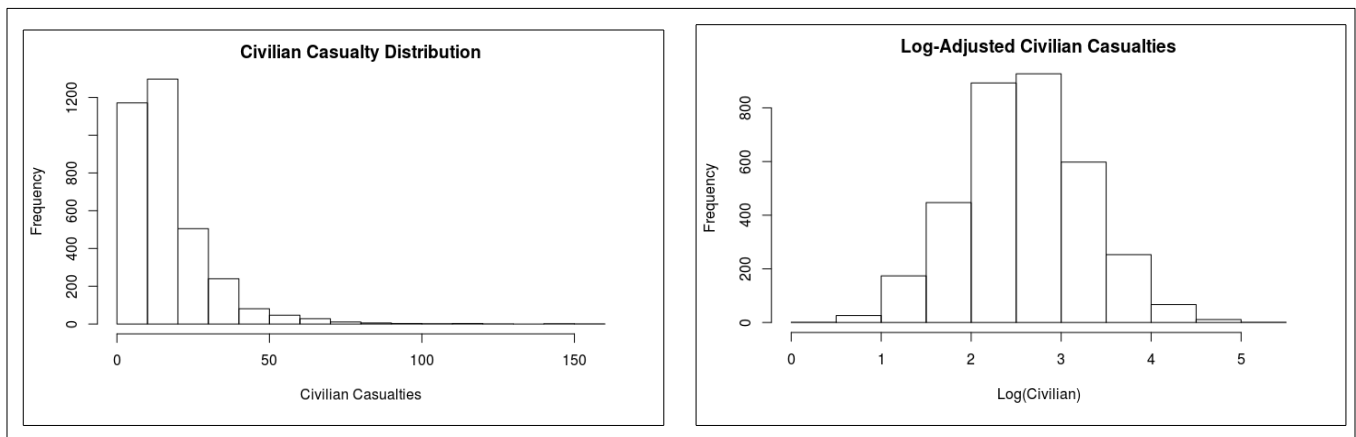 Civilian Casualty Distribution
Frequency
1200
800
600
400
200
0
0 50 100 150
Civilian Casualties
Log-Adjusted Civilian Casualties
Frequency
800
600
400
200
0
0 1 2 3 4 5
Log(Civilian)